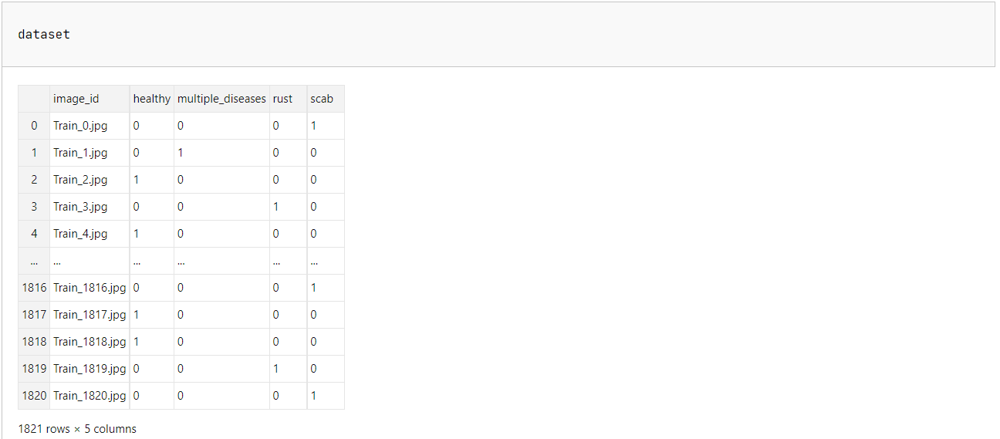 dataset
image_id healthy multiple_diseases rust scab
0 Train_0.jpg 0 0 0 1
1 Train_1.jpg 0 1 0 0
2 Train_2.jpg 1 0 0 0
3 Train_3.jpg 0 0 1 0
4 Train_4.jpg 1 0 0 0
... ... ... ... ... ...
1816 Train_1816.jpg 0 0 0 1
1817 Train_1817.jpg 1 0 0 0
1818 Train_1818.jpg 1 0 0 0
1819 Train_1819.jpg 0 0 1 0
1820 Train_1820.jpg 0 0 0 1
1821 rows × 5 columns